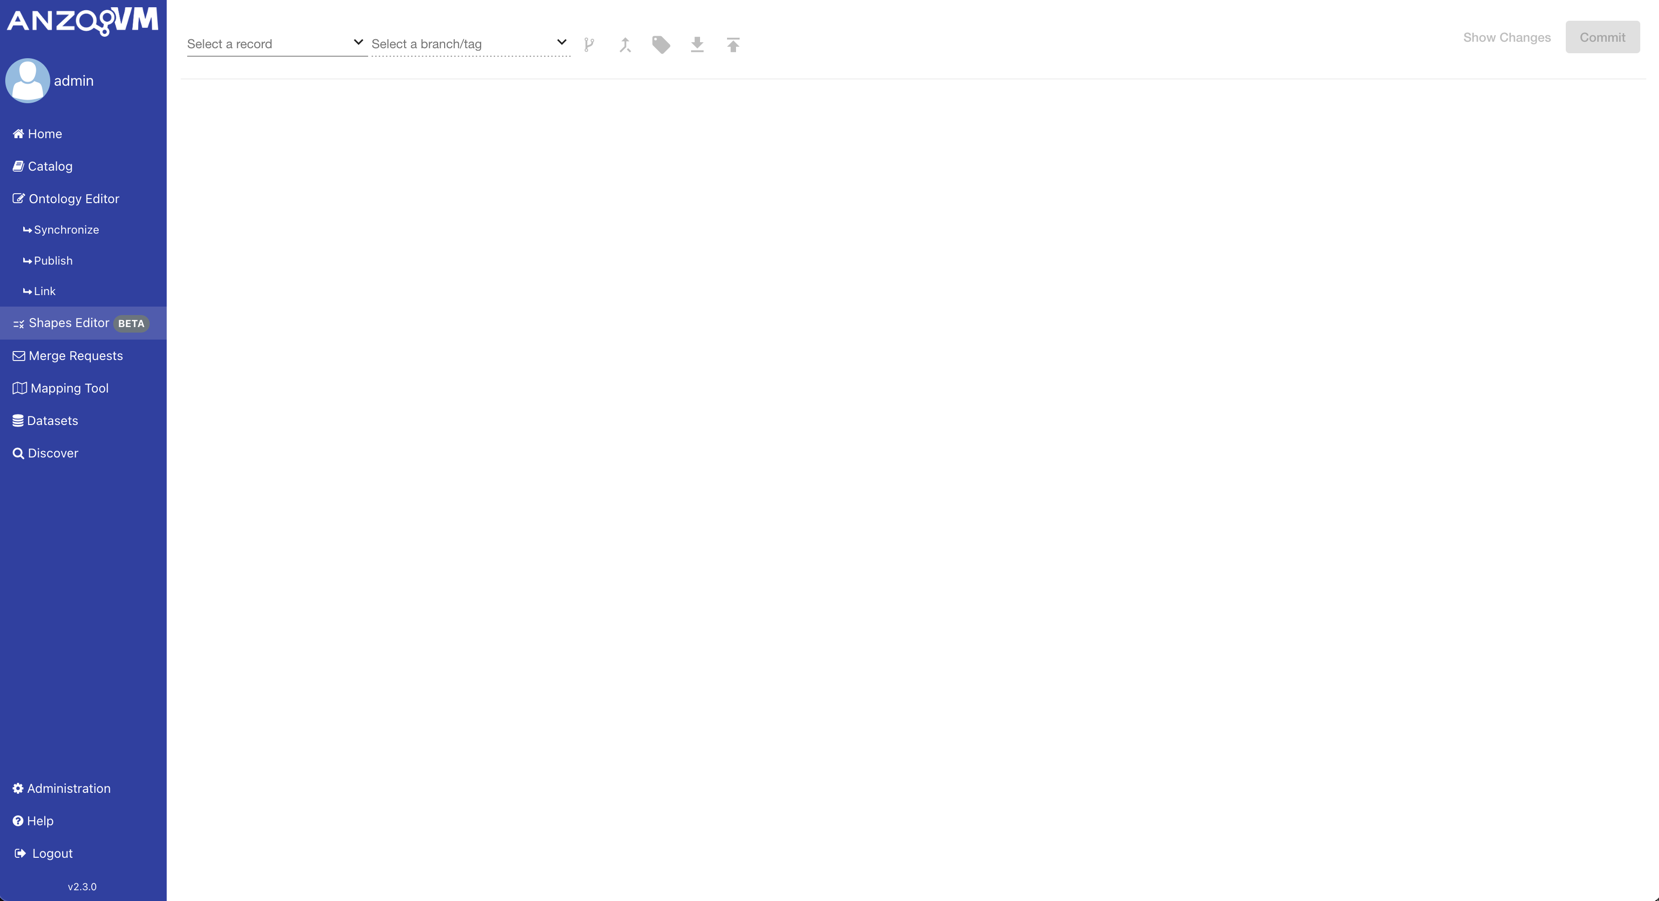 ANZOVM
admin
Home
Catalog
Ontology Editor
Synchronize
Publish
Link
Shapes Editor BETA
Merge Requests
Mapping Tool
Datasets
Discover
Administration
Help
Logout
v2.3.0
Select a record
Select a branch/tag
Show Changes
Commit